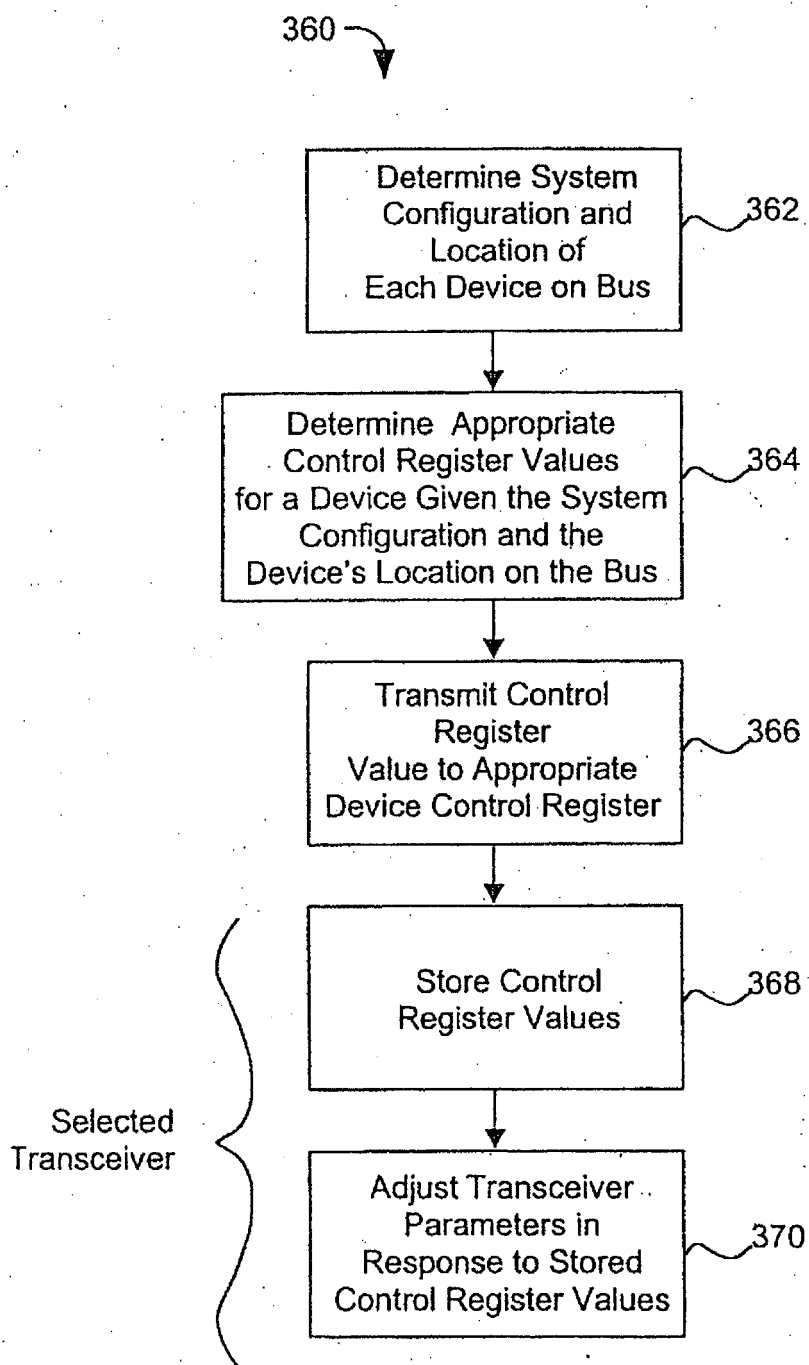 360
Determine System
Configuration and
Location of
Each Device on Bus
362
Determine Appropriate
Control Register Values
for a Device Given the System
Configuration and the
Device's Location on the Bus
364
Transmit Control
Register
Value to Appropriate
Device Control Register
366
Store Control
Register Values
368
Selected
Transceiver
Adjust Transceiver
Parameters in
Response to Stored
Control Register Values
370